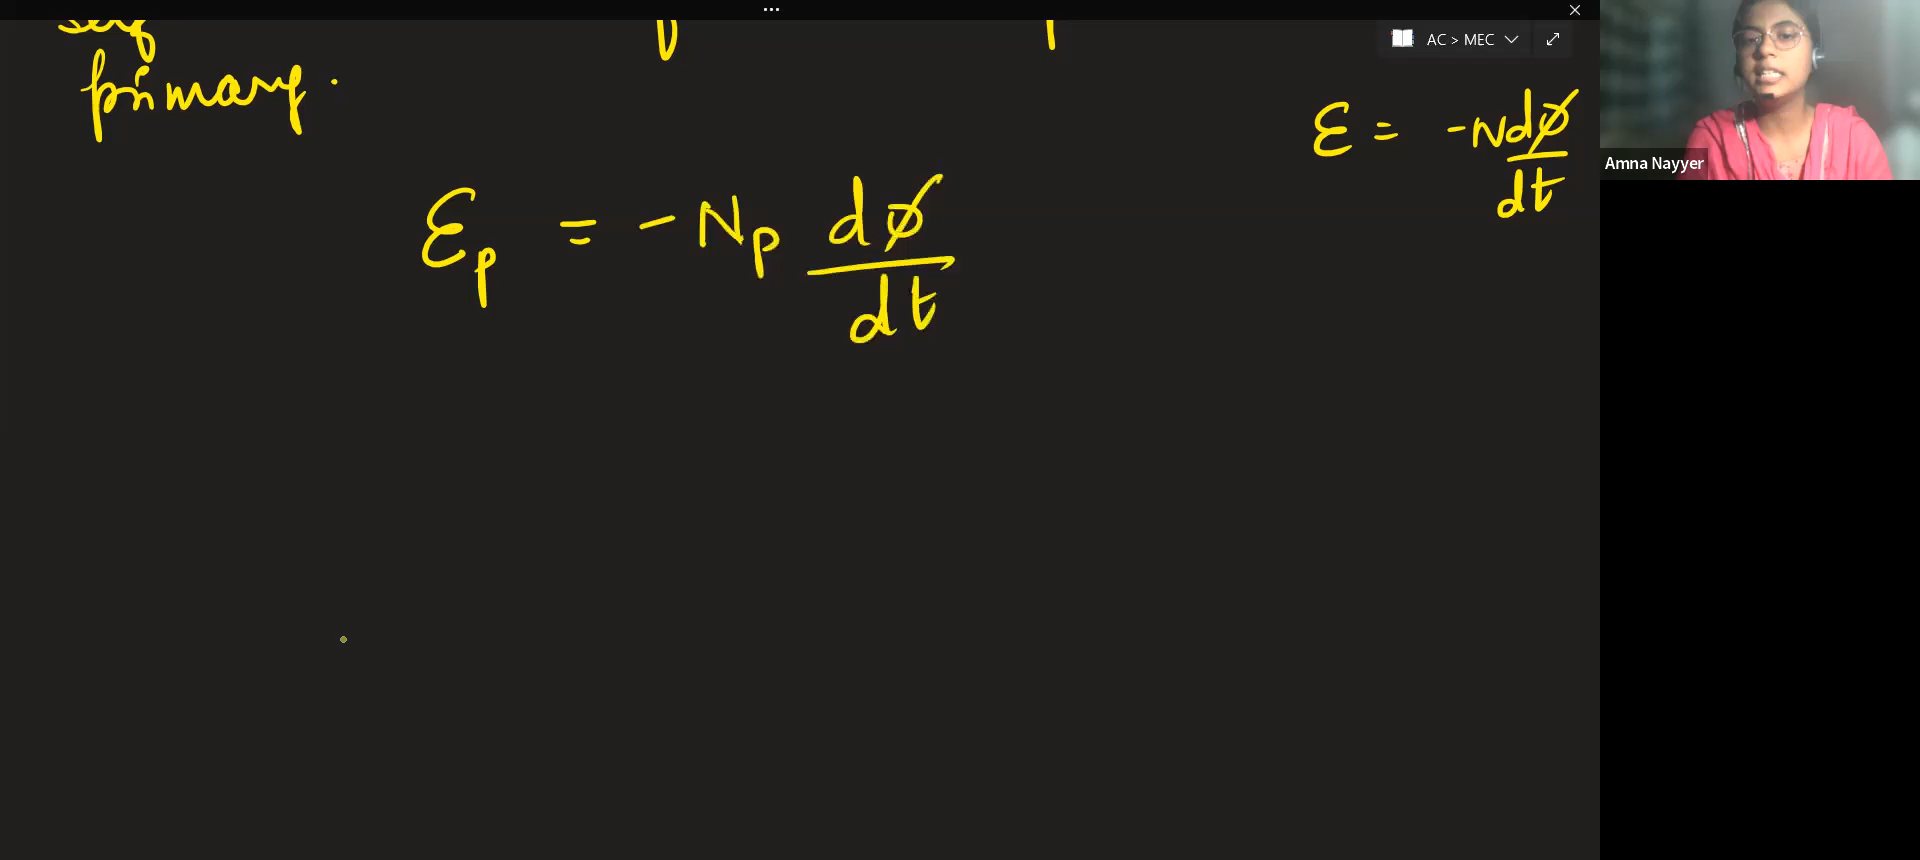 AC > MEC
primary.
ε = -Ndφ/dt
Amna Nayyer
εp = -Np dφ/dt